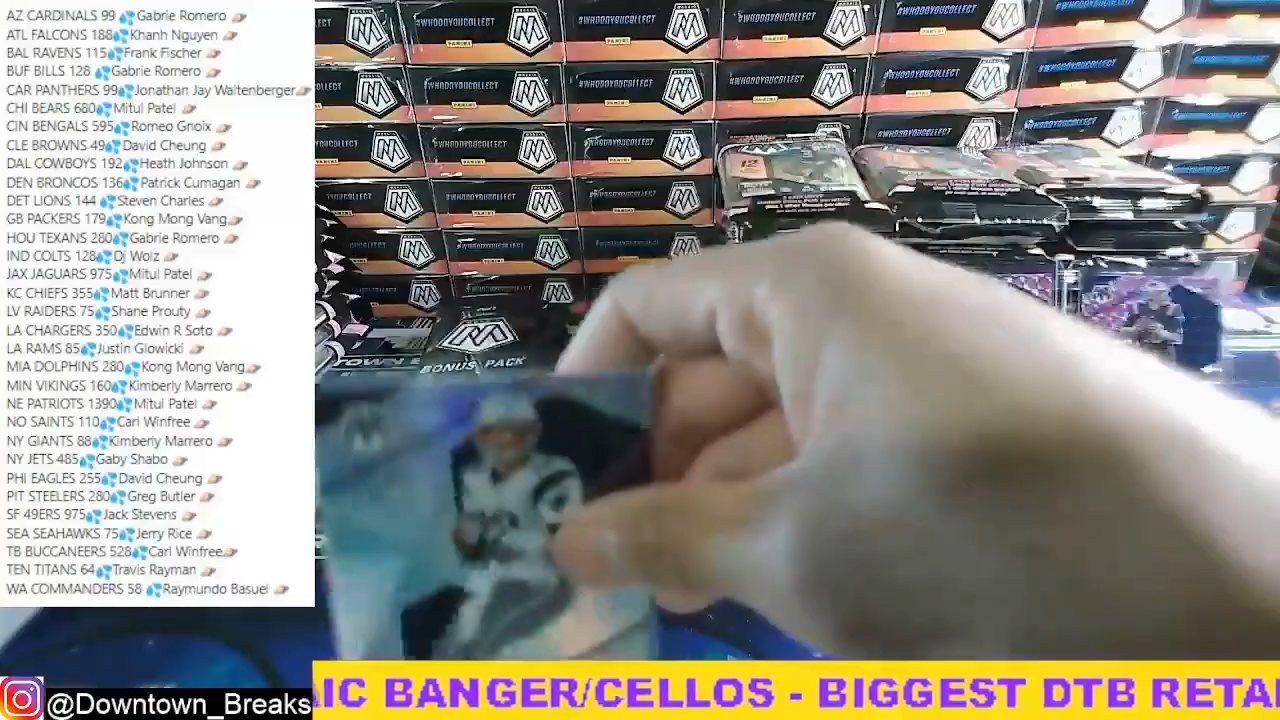 AZ CARDINALS 99 💦Gabrie Romero
ATL FALCONS 188💦Khanh Nguyen
BAL RAVENS 115💦Frank Fischer
BUF BILLS 128 💦Gabrie Romero
CAR PANTHERS 99💦Jonathan Jay Waltenberger
CHI BEARS 680💦Mitul Patel
CIN BENGALS 595💦Romeo Gnoix
CLE BROWNS 49💦David Cheung
DAL COWBOYS 192💦Heath Johnson
DEN BRONCOS 136💦Patrick Cumagan
DET LIONS 144 💦Steven Charles
GB PACKERS 179💦Kong Mong Vang
HOU TEXANS 280💦Gabrie Romero
IND COLTS 128💦DJ Wolz
JAX JAGUARS 975💦Mitul Patel
KC CHIEFS 355💦Matt Brunner
LV RAIDERS 75💦Shane Prouty
LA CHARGERS 350💦Edwin R Soto
LA RAMS 85💦Justin Glowicki
MIA DOLPHINS 280💦Kong Mong Vang
MIN VIKINGS 160💦Kimberly Marrero
NE PATRIOTS 1390💦Mitul Patel
NO SAINTS 110💦Carl Winfree
NY GIANTS 88💦Kimberly Marrero
NY JETS 485💦Gaby Shabo
PHI EAGLES 255💦David Cheung
PIT STEELERS 280💦Greg Butler
SF 49ERS 975💦Jack Stevens
SEA SEAHAWKS 75💦Jerry Rice
TB BUCCANEERS 528💦Carl Winfree
TEN TITANS 64💦Travis Rayman
WA COMMANDERS 58 💦Raymundo Basuel
#WHODOYOUCOLLECT
PANINI
12
BONUS PACK
@Downtown_Breaks
IC BANGER/CELLOS - BIGGEST DTB RETA